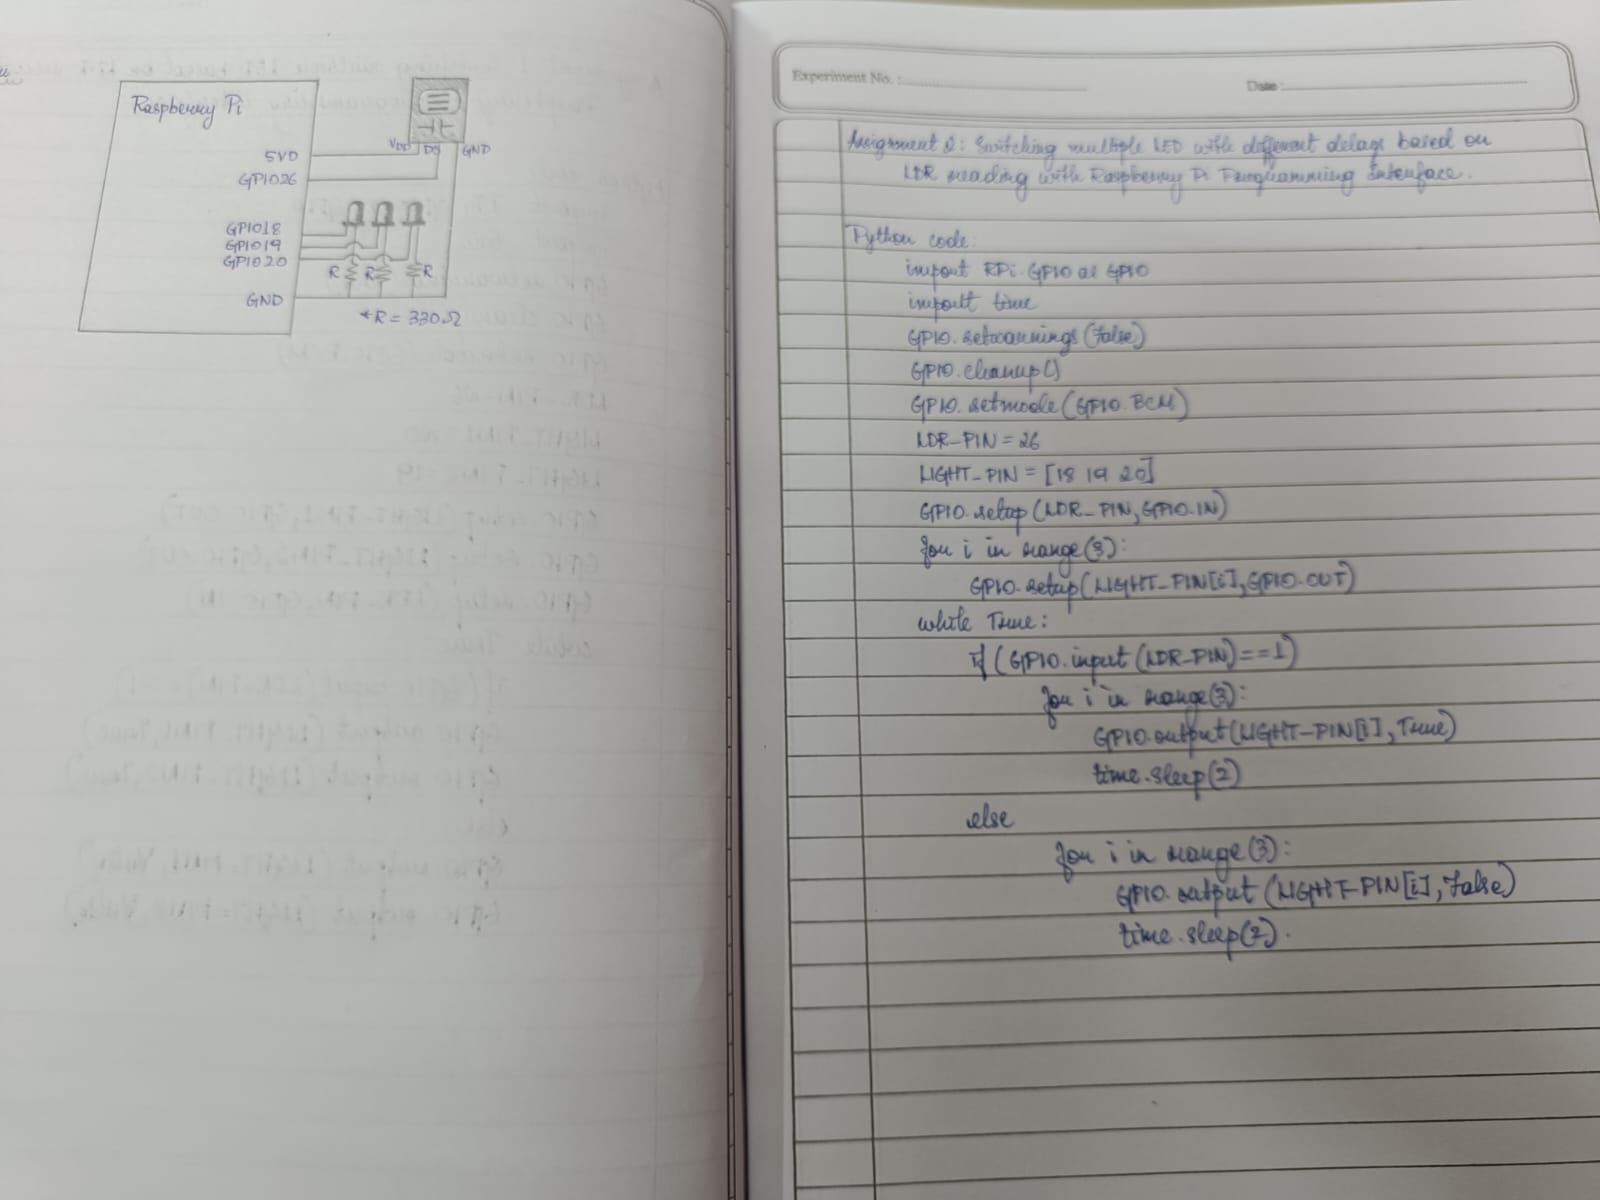 Raspberry Pi
VDD DO GND
5VO
GPIO26
GPIO18
GPIO19
GPIO20
R R R
GND
*R = 330Ω
Experiment No. :
Date :
Assignment 2: Switching multiple LED with different delays based on
LDR reading with Raspberry Pi Programming Interface.
Python code:
import RPi.GPIO as GPIO
import time
GPIO.setwarnings(False)
GPIO.cleanup()
GPIO.setmode(GPIO.BCM)
LDR_PIN = 26
LIGHT_PIN = [18 19 20]
GPIO.setup(LDR_PIN,GPIO.IN)
for i in range(3):
GPIO.setup(LIGHT_PIN[i],GPIO.OUT)
while True:
if (GPIO.input(LDR_PIN)==1)
for i in range(3):
GPIO.output(LIGHT_PIN[i],True)
time.sleep(2)
else
for i in range(3):
GPIO.output(LIGHT_PIN[i],False)
time.sleep(2).